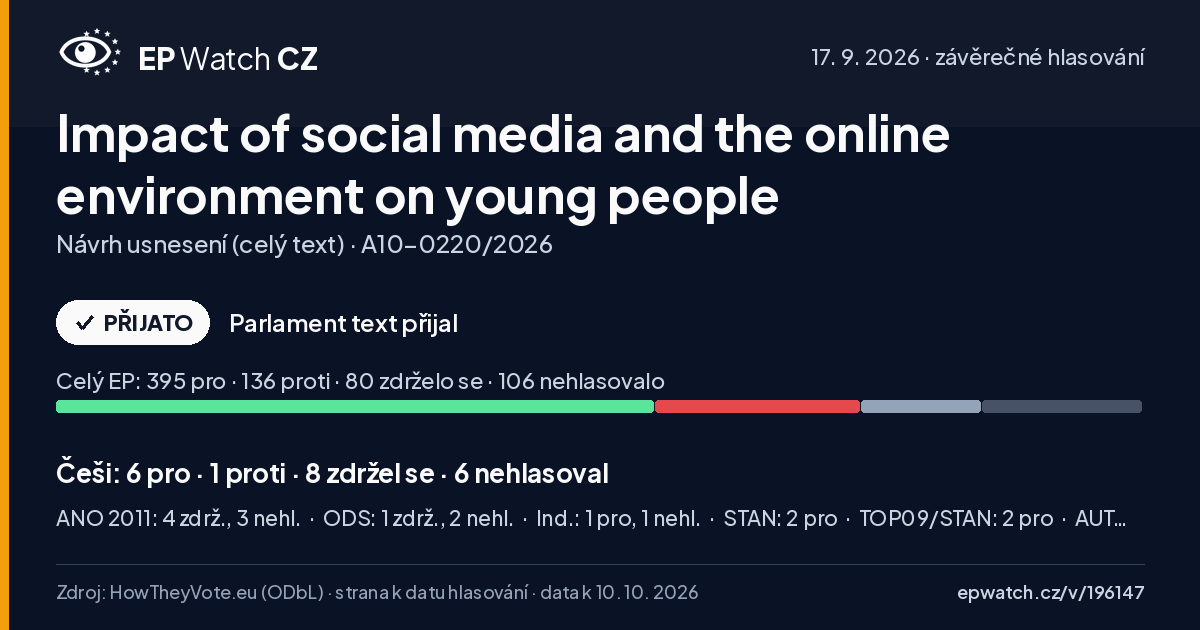 EP Watch CZ
17. 9. 2026 · závěrečné hlasování
Impact of social media and the online
environment on young people
Návrh usnesení (celý text) · A10–0220/2026
✓ PŘIJATO
Parlament text přijal
Celý EP: 395 pro · 136 proti · 80 zdrželo se · 106 nehlasovalo
Češi: 6 pro · 1 proti · 8 zdržel se · 6 nehlasoval
ANO 2011: 4 zdrž., 3 nehl. · ODS: 1 zdrž., 2 nehl. · Ind.: 1 pro, 1 nehl. · STAN: 2 pro · TOP09/STAN: 2 pro · AUT…
Zdroj: HowTheyVote.eu (ODbL) · strana k datu hlasování · data k 10. 10. 2026
epwatch.cz/v/196147